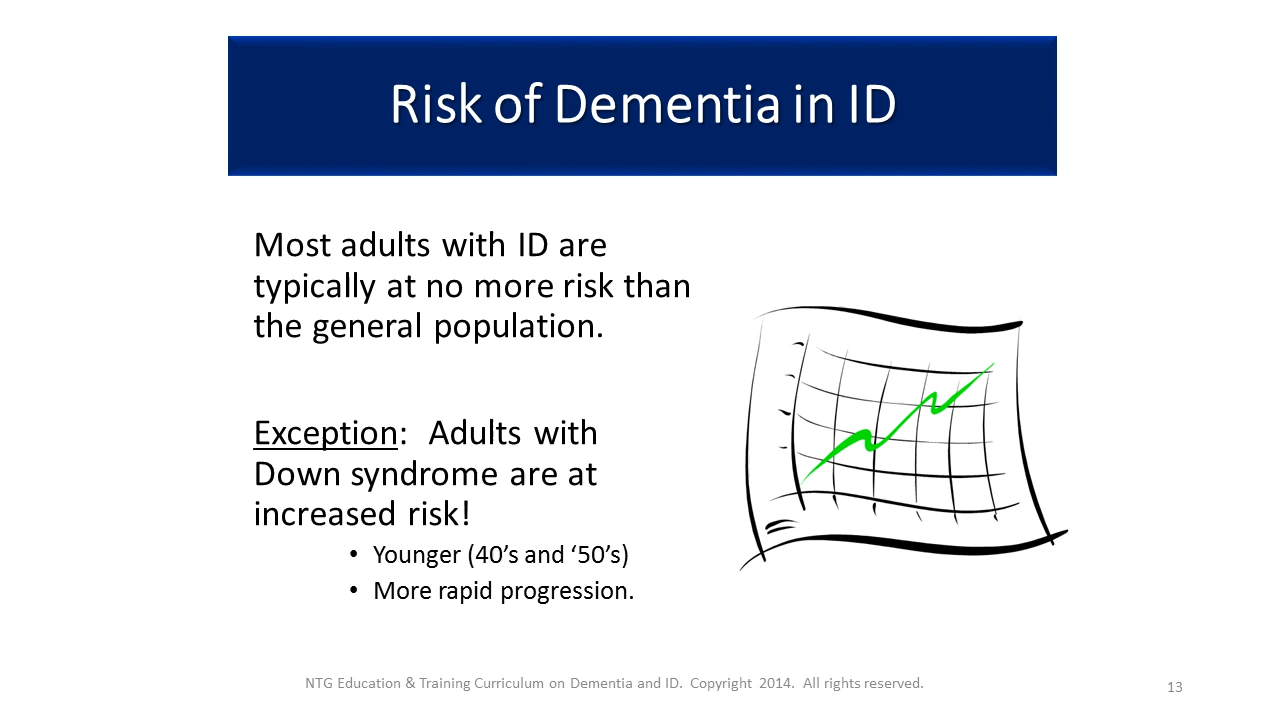 Risk of Dementia in ID
Most adults with ID are
typically at no more risk than
the general population.
Exception:  Adults with
Down syndrome are at
increased risk!
• Younger (40’s and ‘50’s)
• More rapid progression.
NTG Education & Training Curriculum on Dementia and ID.  Copyright  2014.  All rights reserved.
13